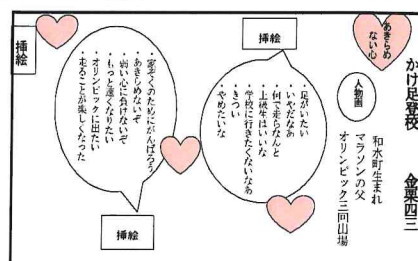 かけ足登校　金栗四三
あきらめ
ない心
人物画
和水町生まれ
マラソンの父
オリンピック三回出場
挿絵
・足がいたい
・いやだなあ
・何で走らなんと
・上級生はいいな
・学校に行きたくないなあ
・きつい
・やめたいな
・家ぞくのためにがんばろう
・あきらめないぞ
・弱い心に負けないぞ
・もっと速くなりたい
・オリンピックに出たい
・走ることが楽しくなった
挿絵
挿絵